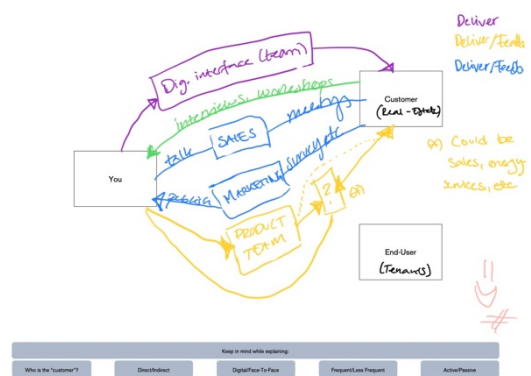 Deliver
Deliver/Feedb
Deliver/Feedb
Dig. interface (team)
interviews, workshops
Customer
(Real-Estate)
talk
SALES
meetings
You
MARKETING
survey etc
PRODUCT
TEAM
?
(*)
(*) Could be
sales, energy
services, etc
End-User
(Tenants)
Keep in mind while explaining:
Who is the "customer"?
Direct/Indirect
Digital/Face-To-Face
Frequent/Less Frequent
Active/Passive